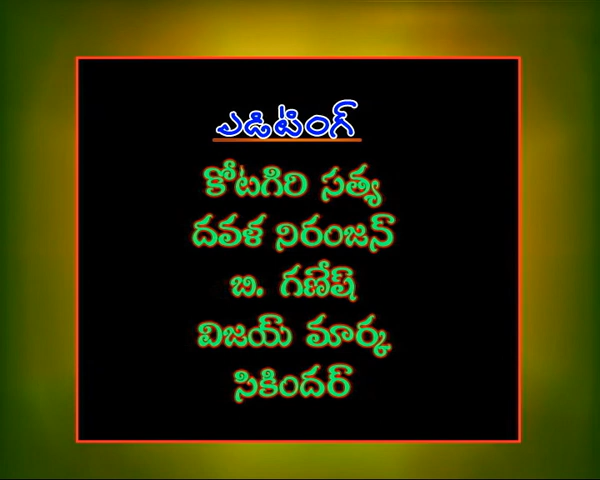 ఎడిటింగ్
కోటగిరి సత్య
దవళ నిరంజన్
బి. గణేష్
విజయ్ మార్క
సికిందర్